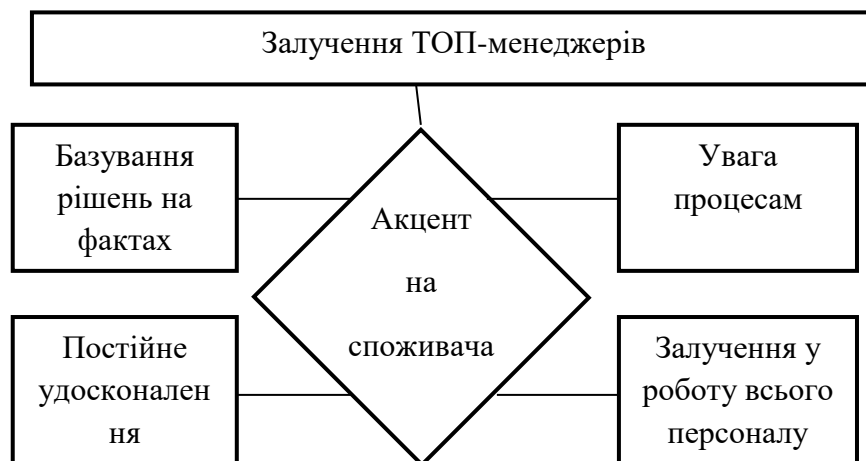 Залучення ТОП-менеджерів
Базування
рішень на
фактах
Увага
процесам
Акцент
на
споживача
Постійне
удосконален
ня
Залучення у
роботу всього
персоналу